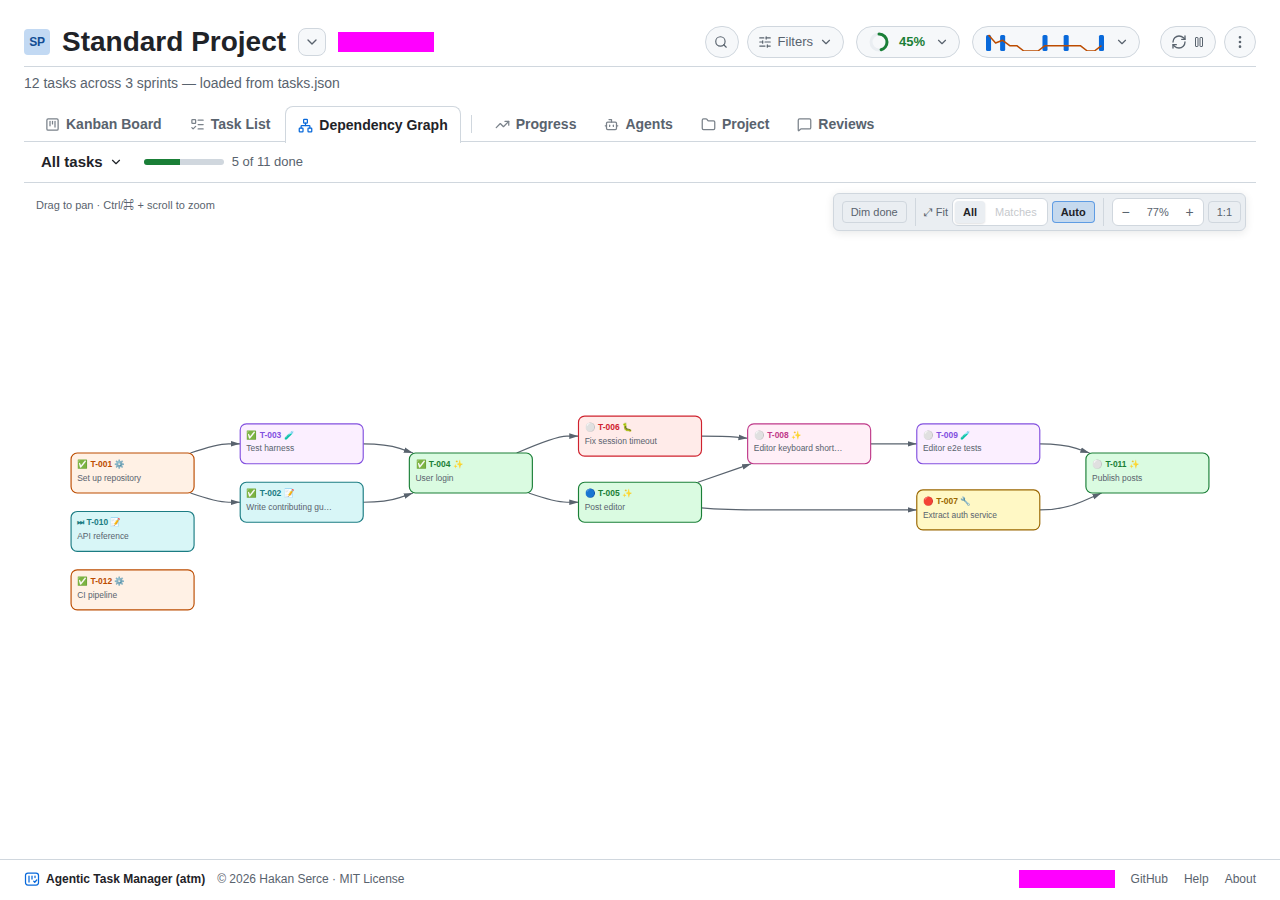 SP Standard Project
Filters
45%
12 tasks across 3 sprints — loaded from tasks.json
Kanban Board
Task List
Dependency Graph
Progress
Agents
Project
Reviews
All tasks
5 of 11 done
Drag to pan · Ctrl/⌘ + scroll to zoom
Dim done
Fit
All
Matches
Auto
− 77% +
1:1
T-001
Set up repository
T-010
API reference
T-012
CI pipeline
T-003
Test harness
T-002
Write contributing gu…
T-004
User login
T-006
Fix session timeout
T-005
Post editor
T-008
Editor keyboard short…
T-009
Editor e2e tests
T-007
Extract auth service
T-011
Publish posts
Agentic Task Manager (atm)
© 2026 Hakan Serce · MIT License
GitHub
Help
About